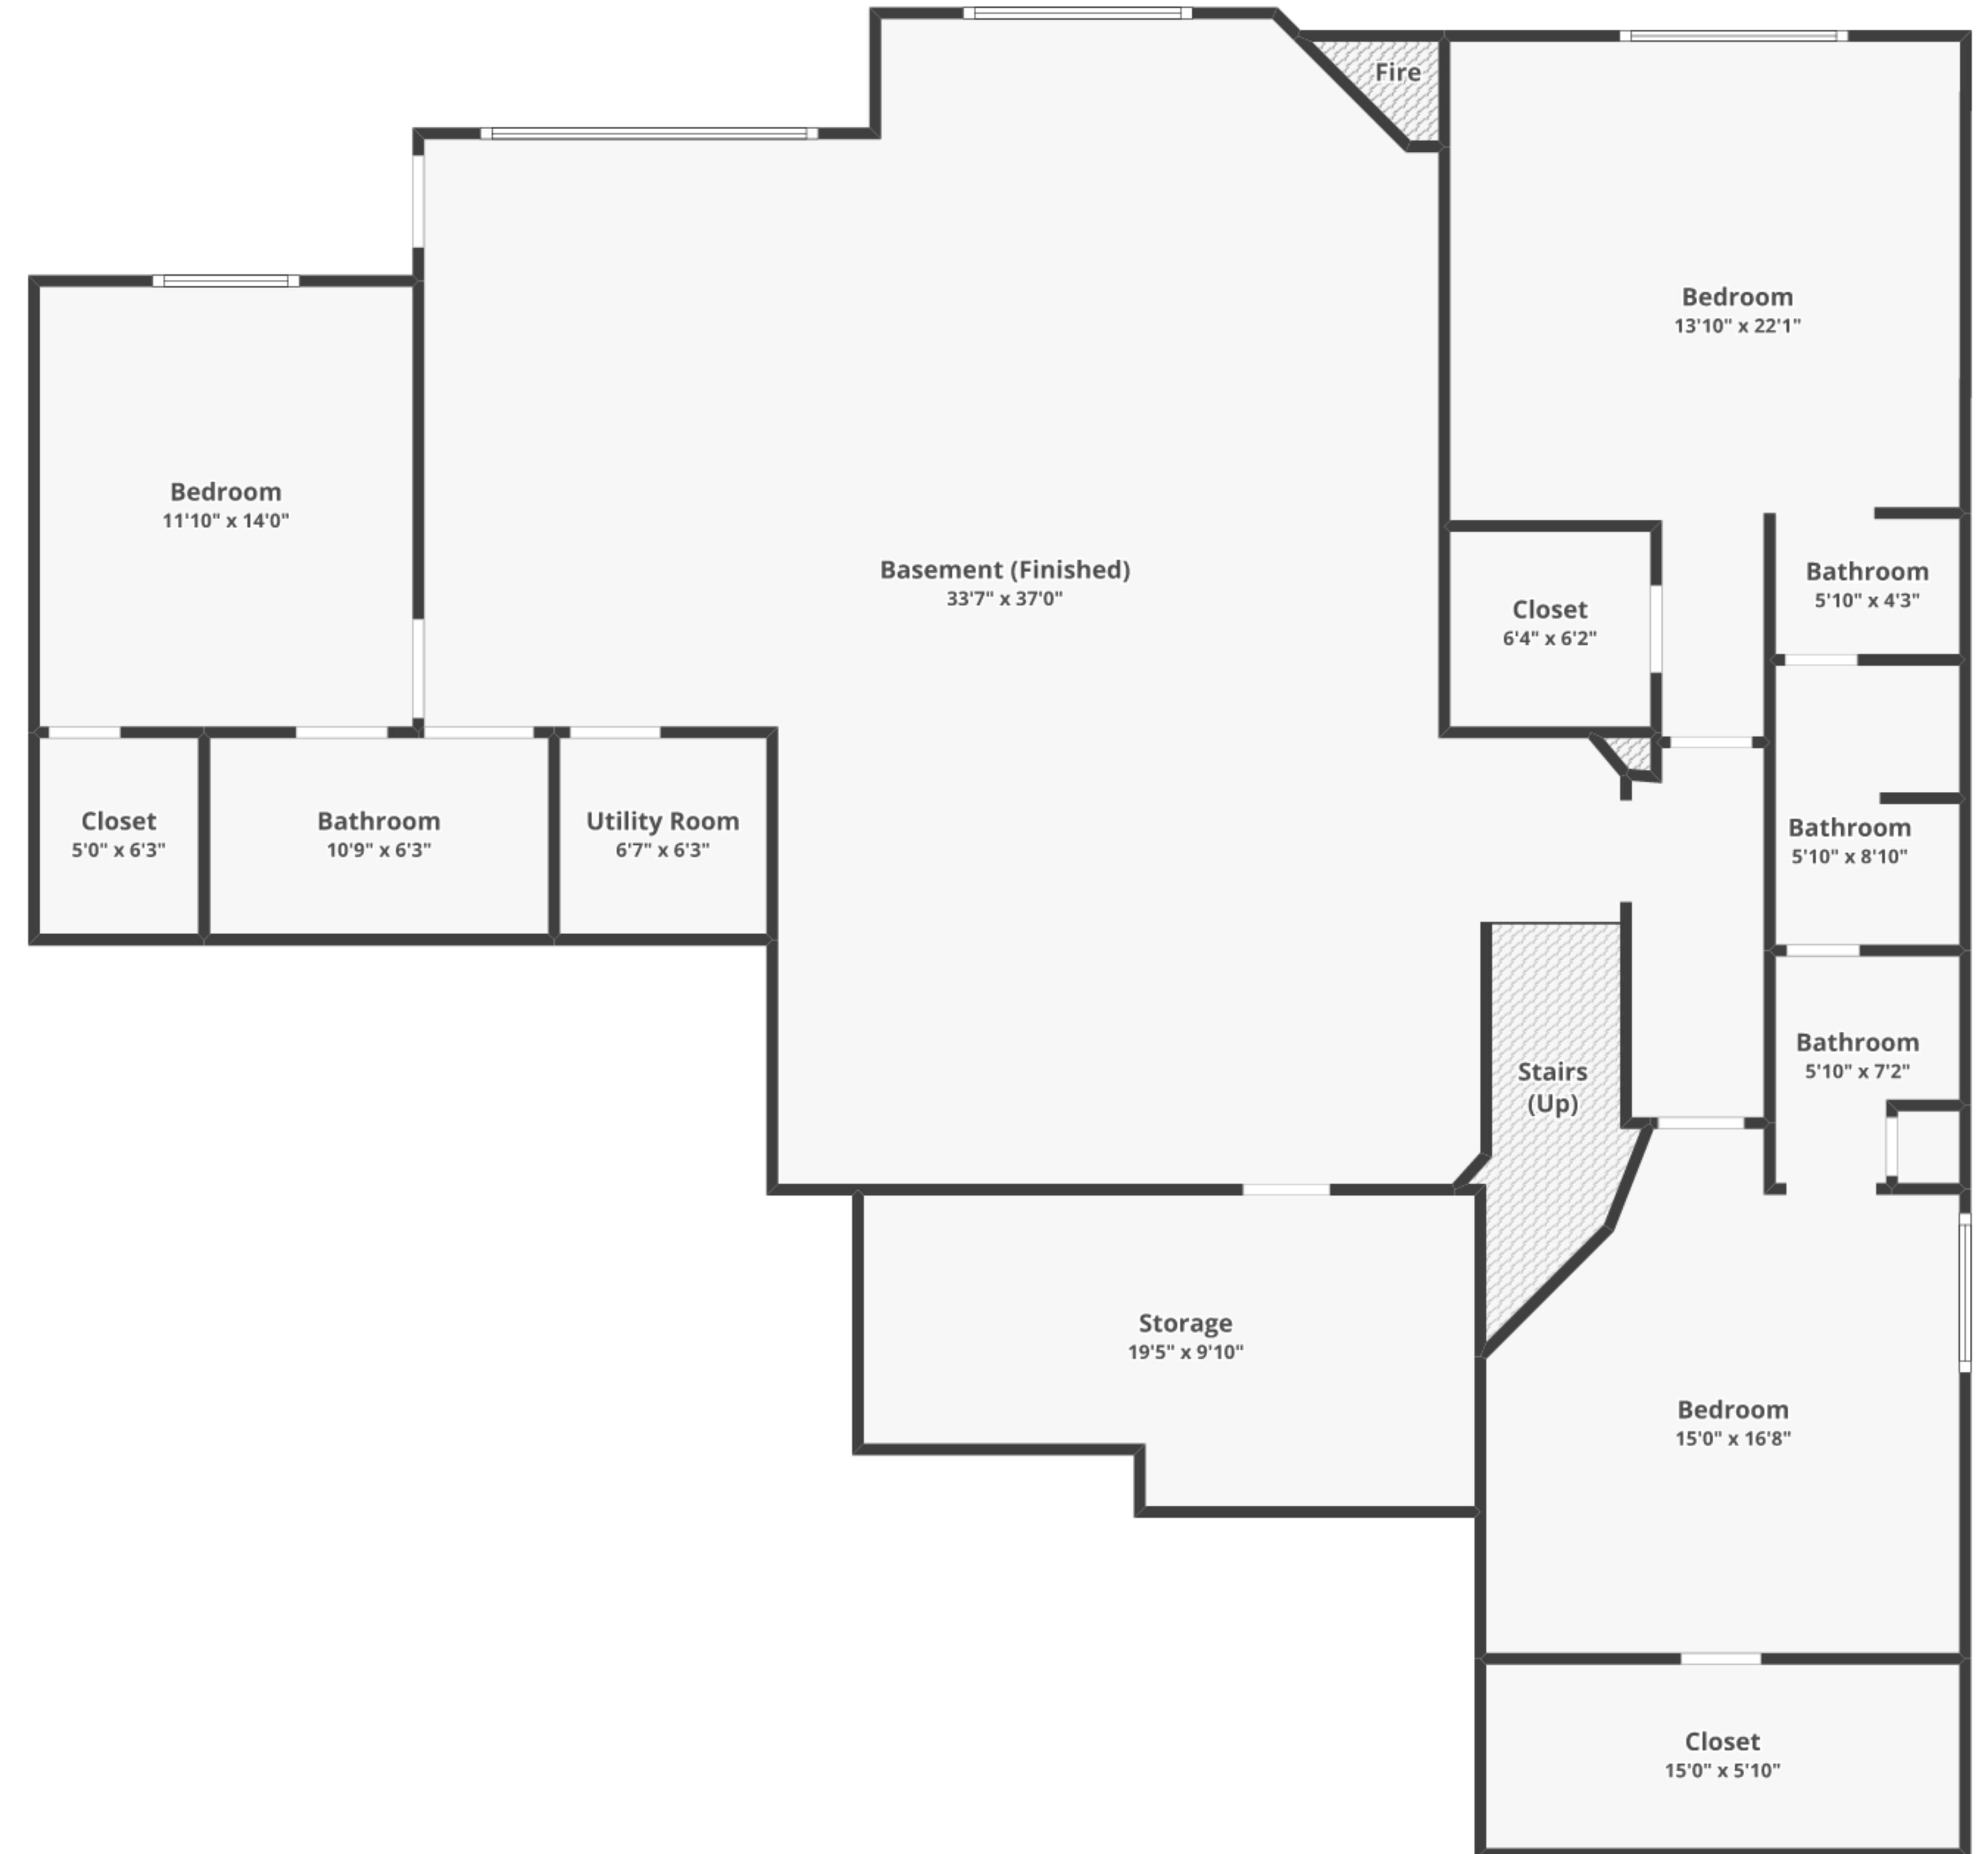 Fire
Bedroom
13'10" x 22'1"
Bedroom
11'10" x 14'0"
Basement (Finished)
33'7" x 37'0"
Closet
6'4" x 6'2"
Bathroom
5'10" x 4'3"
Closet
5'0" x 6'3"
Bathroom
10'9" x 6'3"
Utility Room
6'7" x 6'3"
Bathroom
5'10" x 8'10"
Stairs
(Up)
Bathroom
5'10" x 7'2"
Storage
19'5" x 9'10"
Bedroom
15'0" x 16'8"
Closet
15'0" x 5'10"